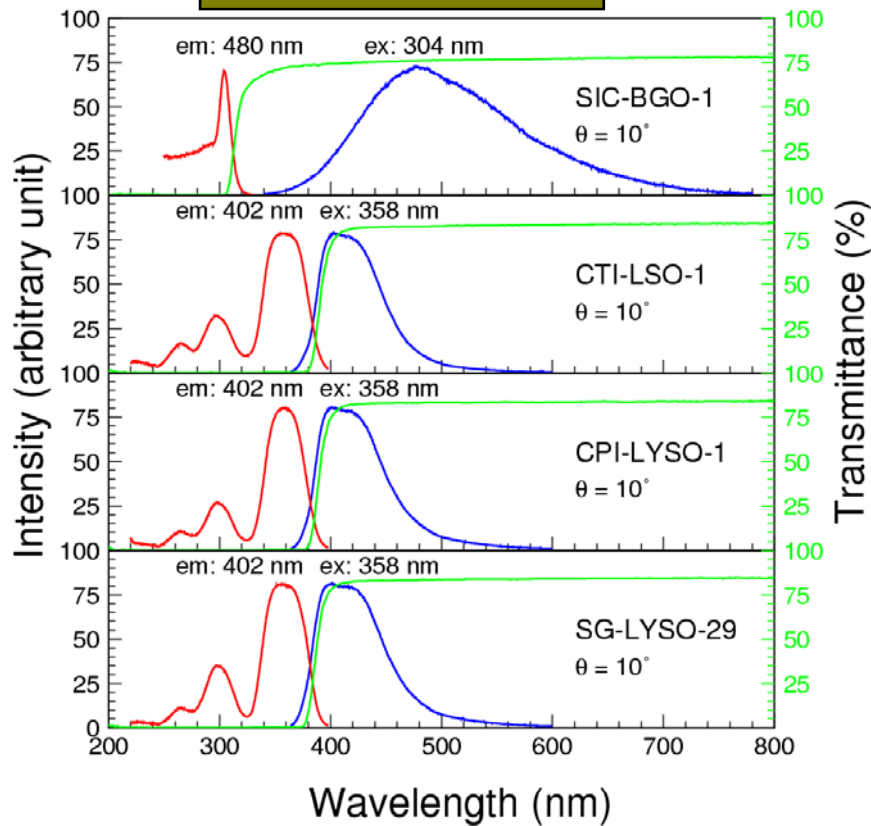 Intensity (arbitrary unit)
Transmittance (%)
100
75
50
25
100
100
75
50
25
100
em: 480 nm ex: 304 nm
SIC-BGO-1
θ = 10°
75
50
25
100
75
50
25
100
em: 402 nm ex: 358 nm
CTI-LSO-1
θ = 10°
75
50
25
100
75
50
25
100
em: 402 nm ex: 358 nm
CPI-LYSO-1
θ = 10°
75
50
25
0
75
50
25
em: 402 nm ex: 358 nm
SG-LYSO-29
θ = 10°
200 300 400 500 600 700 800
Wavelength (nm)